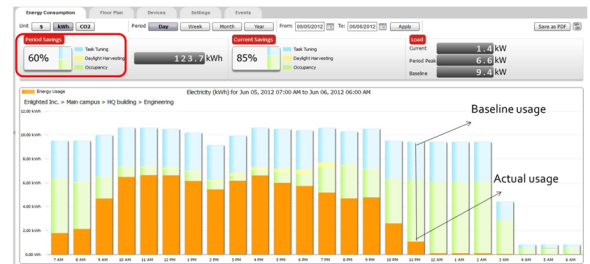 Energy Consumption Floor Plan Devices Settings Events
Unit $ kWh CO2 Period Day Week Month Year From: 06/05/2012 To: 06/06/2012 Apply Save as PDF
Period Savings Current Savings Load
60% Task Tuning Daylight Harvesting Occupancy
123.7 kWh
85% Task Tuning Daylight Harvesting Occupancy
Current 1.4 kW
Period Peak 6.6 kW
Baseline 9.4 kW
Energy Usage Electricity (kWh) for Jun 05, 2012 07:00 AM to Jun 06, 2012 06:00 AM
Enlighted Inc. > Main campus > HQ building > Engineering
12.00 kWh
Baseline usage
8.00 kWh
Actual usage
6.00 kWh
4.00 kWh
2.00 kWh
0.00 kWh
7 AM 8 AM 9 AM 10 AM 11 AM 12 PM 1 PM 2 PM 3 PM 4 PM 5 PM 6 PM 7 PM 8 PM 9 PM 10 PM 11 PM 12 AM 1 AM 2 AM 3 AM 4 AM 5 AM 6 AM